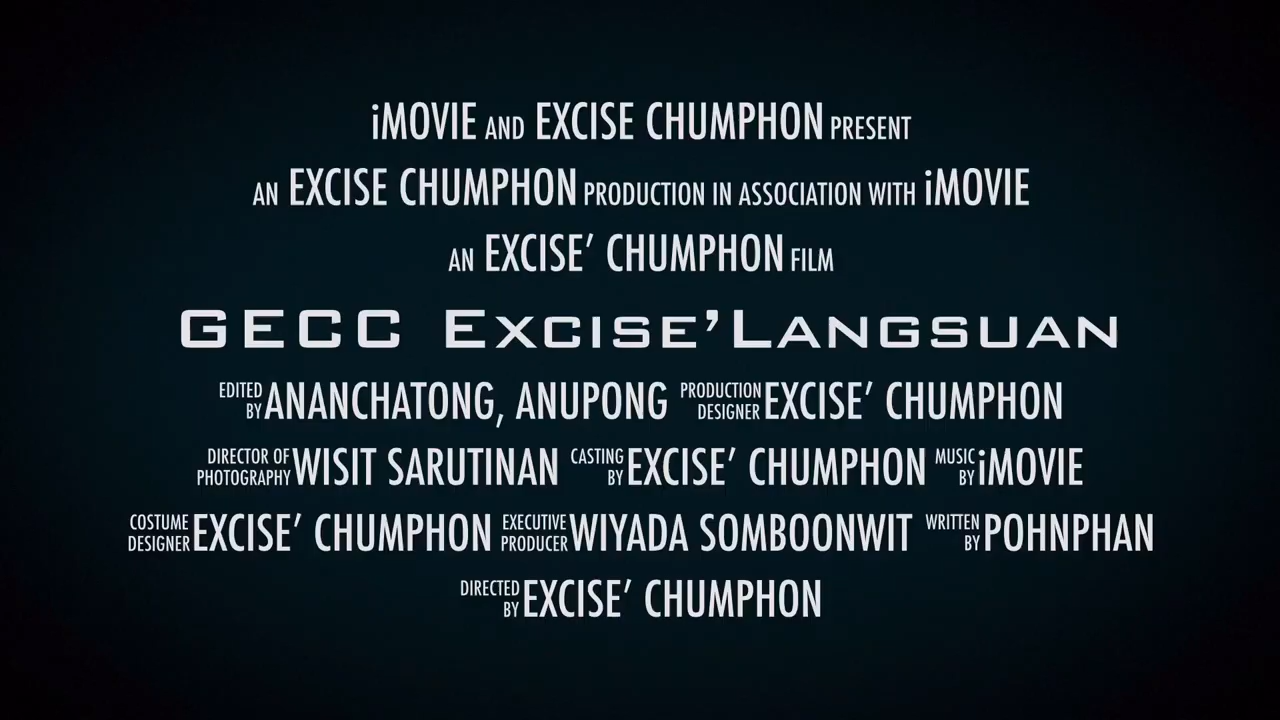 iMOVIE AND EXCISE CHUMPHON PRESENT
AN EXCISE CHUMPHON PRODUCTION IN ASSOCIATION WITH iMOVIE
AN EXCISE’ CHUMPHON FILM
GECC EXCISE’LANGSUAN
EDITED BY ANANCHATONG, ANUPONG PRODUCTION DESIGNER EXCISE’ CHUMPHON
DIRECTOR OF PHOTOGRAPHY WISIT SARUTINAN CASTING BY EXCISE’ CHUMPHON MUSIC BY iMOVIE
COSTUME DESIGNER EXCISE’ CHUMPHON EXECUTIVE PRODUCER WIYADA SOMBOONWIT WRITTEN BY POHNPHAN
DIRECTED BY EXCISE’ CHUMPHON